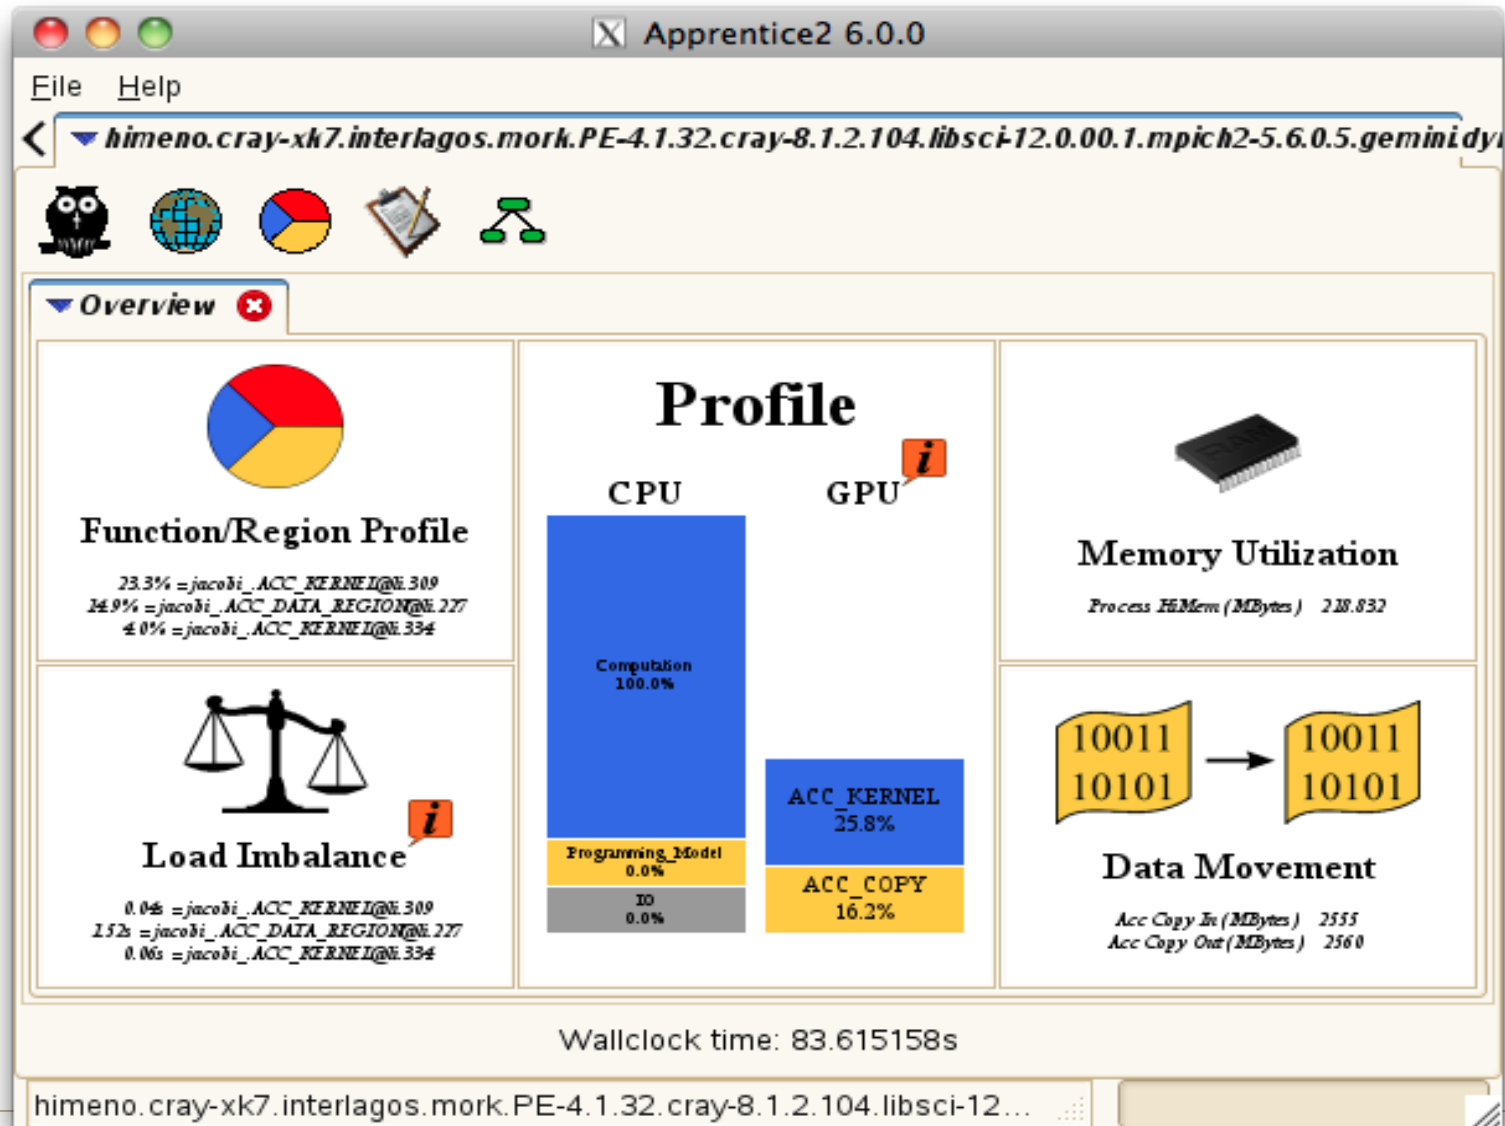 Apprentice2 6.0.0
File Help
himeno.cray-xk7.interlagos.mork.PE-4.1.32.cray-8.1.2.104.libsci-12.0.00.1.mpich2-5.6.0.5.gemini.dy
Overview
Function/Region Profile
23.3% =jacobi_.ACC_KERNEL@li.309
14.9% =jacobi_.ACC_DATA_REGION@li.227
4.0% =jacobi_.ACC_KERNEL@li.334
Load Imbalance
i
0.04s =jacobi_.ACC_KERNEL@li.309
1.52s =jacobi_.ACC_DATA_REGION@li.227
0.06s =jacobi_.ACC_KERNEL@li.334
Profile
i
CPU GPU
Computation
100.0%
Programming_Model
0.0%
IO
0.0%
ACC_KERNEL
25.8%
ACC_COPY
16.2%
RAM
Memory Utilization
Process HiMem (MBytes) 218.832
10011 10011
10101 10101
Data Movement
Acc Copy In (MBytes) 2555
Acc Copy Out (MBytes) 2560
Wallclock time: 83.615158s
himeno.cray-xk7.interlagos.mork.PE-4.1.32.cray-8.1.2.104.libsci-12...